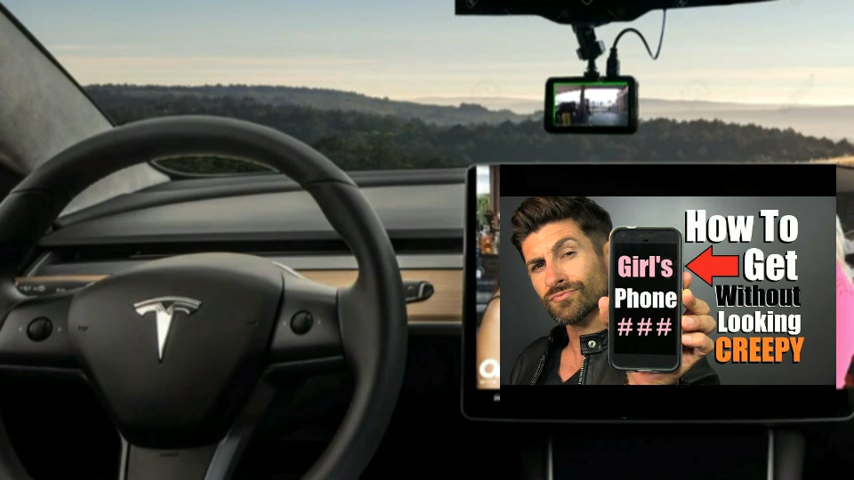 Girl's
Phone
###
How To
Get
Without
Looking
CREEPY